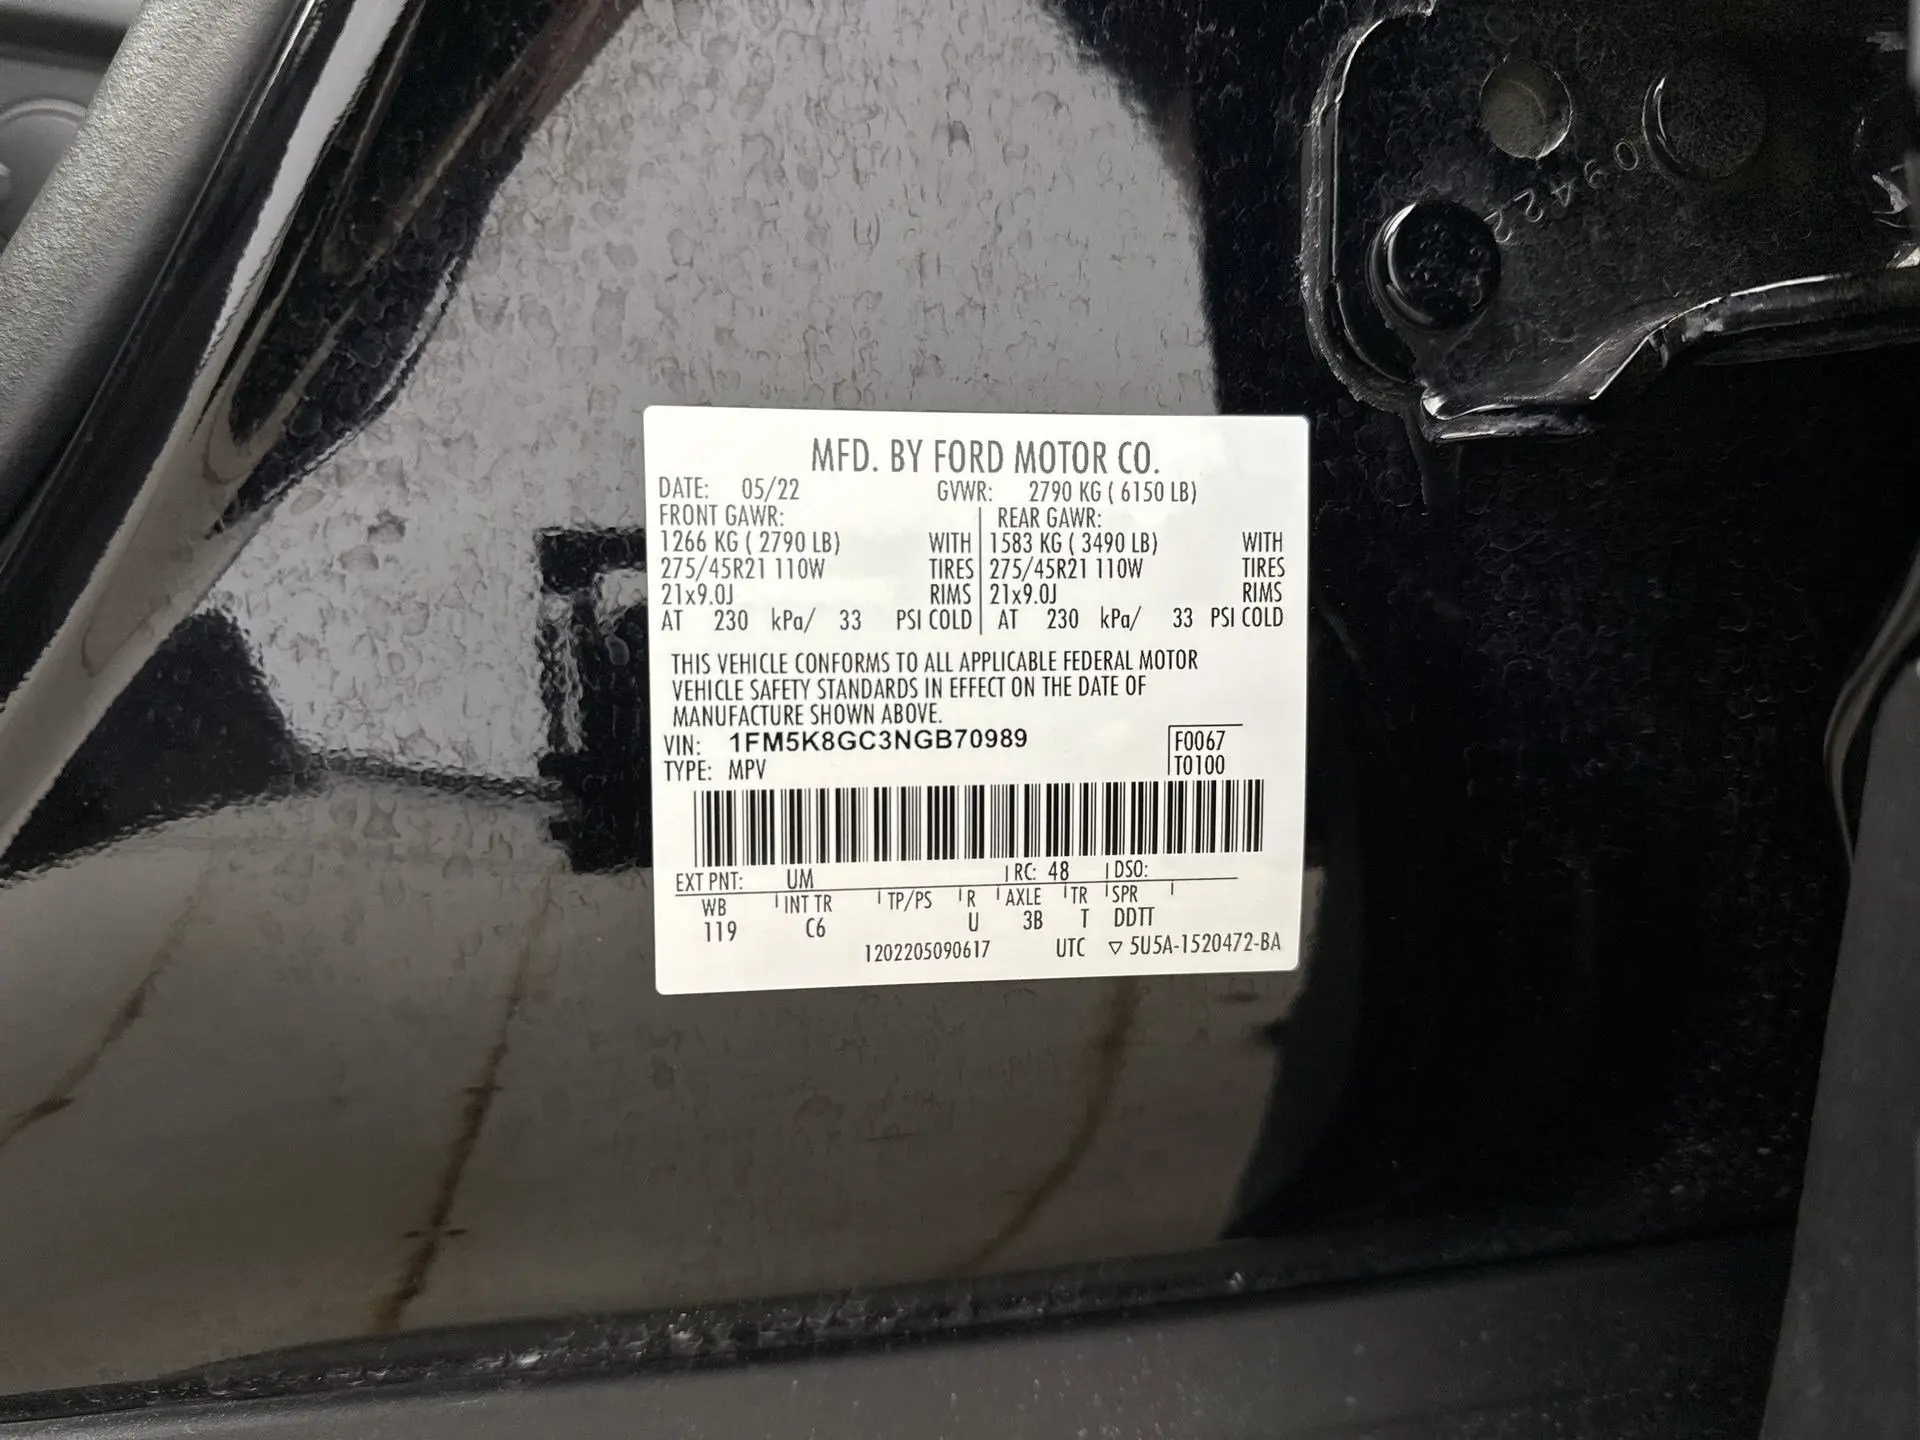 09422
MFD. BY FORD MOTOR CO.
DATE: 05/22 GVWR: 2790 KG ( 6150 LB)
FRONT GAWR: REAR GAWR:
1266 KG ( 2790 LB) WITH 1583 KG ( 3490 LB) WITH
275/45R21 110W TIRES 275/45R21 110W TIRES
21x9.0J RIMS 21x9.0J RIMS
AT 230 kPa/ 33 PSI COLD AT 230 kPa/ 33 PSI COLD
THIS VEHICLE CONFORMS TO ALL APPLICABLE FEDERAL MOTOR
VEHICLE SAFETY STANDARDS IN EFFECT ON THE DATE OF
MANUFACTURE SHOWN ABOVE.
VIN: 1FM5K8GC3NGB70989 F0067
TYPE: MPV T0100
EXT PNT: UM RC: 48 DSO:
WB INT TR TP/PS R AXLE TR SPR
119 C6 U 3B T DDTT
1202205090617 UTC ▽ 5U5A-1520472-BA